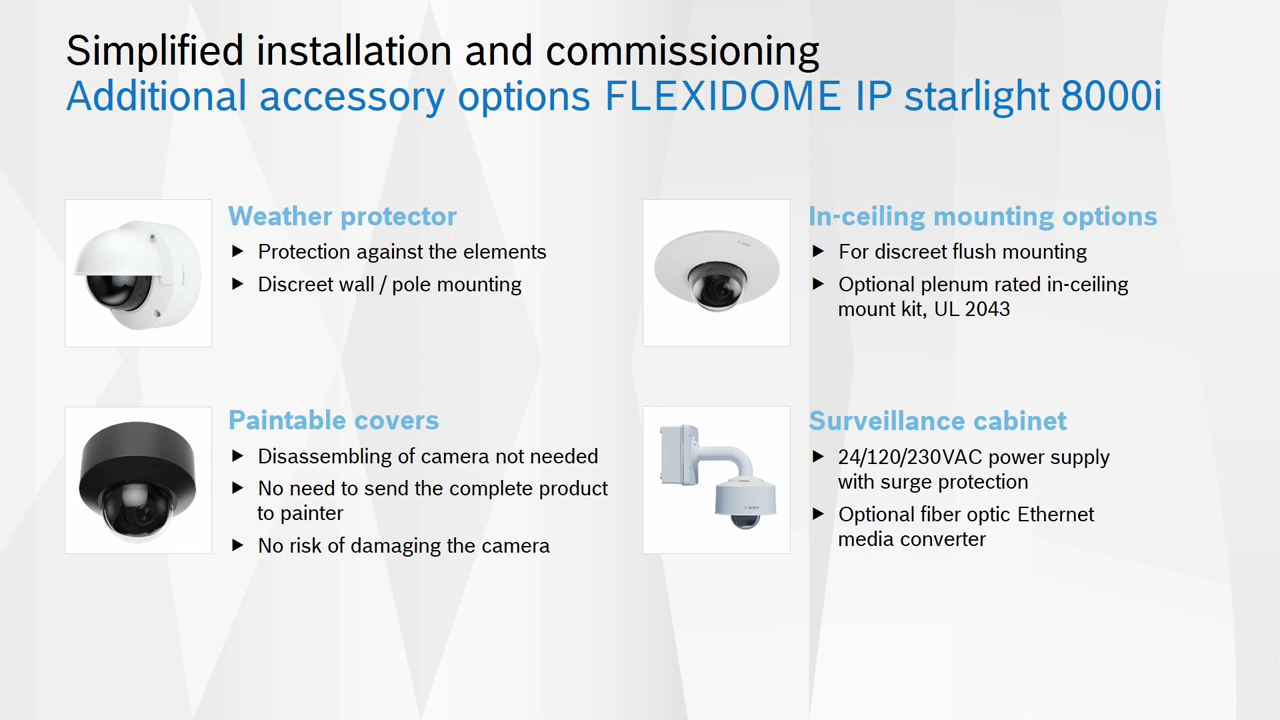 Simplified installation and commissioning
Additional accessory options FLEXIDOME IP starlight 8000i
Weather protector
▶ Protection against the elements
▶ Discreet wall / pole mounting
In-ceiling mounting options
▶ For discreet flush mounting
▶ Optional plenum rated in-ceiling
mount kit, UL 2043
Paintable covers
▶ Disassembling of camera not needed
▶ No need to send the complete product
to painter
▶ No risk of damaging the camera
Surveillance cabinet
▶ 24/120/230VAC power supply
with surge protection
▶ Optional fiber optic Ethernet
media converter